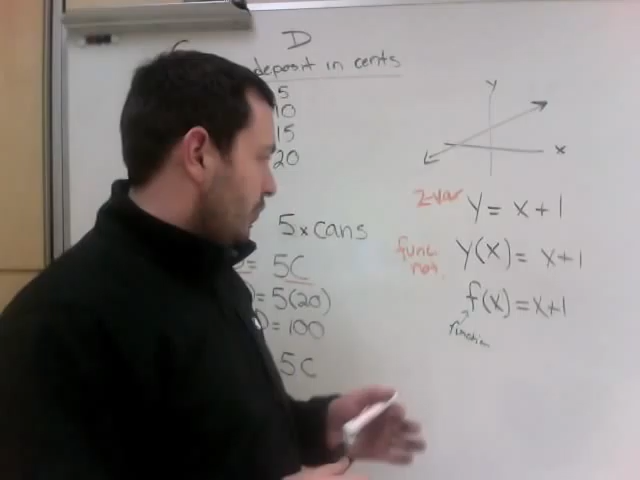 D
deposit in cents
5
10
15
20
5 x cans
= 5C
= 5(20)
= 100
5C
Y
X
2-var Y = X + 1
func. not. Y(X) = X + 1
f(X) = X + 1
function